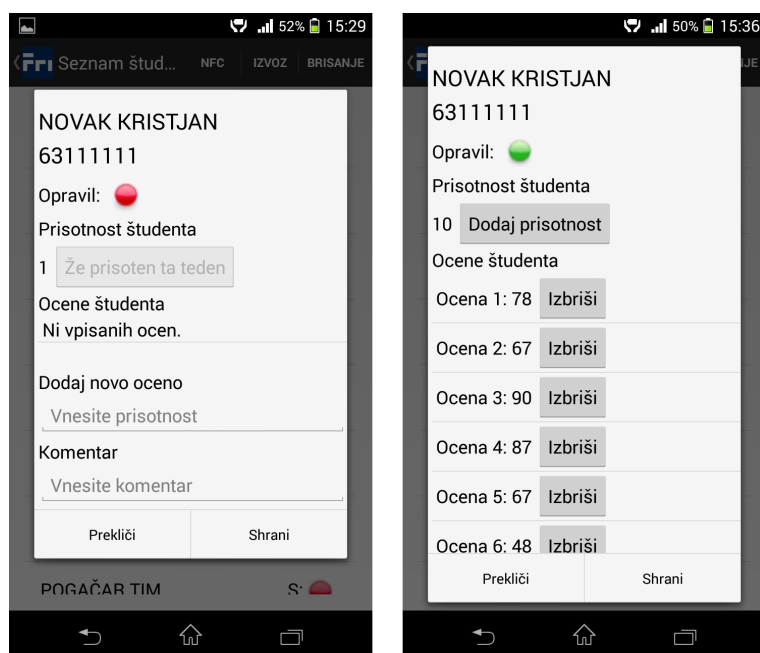 52% 15:29
Fri Seznam štud... NFC IZVOZ BRISANJE
NOVAK KRISTJAN
63111111
Opravil:
Prisotnost študenta
1 Že prisoten ta teden
Ocene študenta
Ni vpisanih ocen.
Dodaj novo oceno
Vnesite prisotnost
Komentar
Vnesite komentar
Prekliči Shrani
POGAČAR TIM S:
50% 15:36
F JE
NOVAK KRISTJAN
63111111
Opravil:
Prisotnost študenta
10 Dodaj prisotnost
Ocene študenta
Ocena 1: 78 Izbriši
Ocena 2: 67 Izbriši
Ocena 3: 90 Izbriši
Ocena 4: 87 Izbriši
Ocena 5: 67 Izbriši
Ocena 6: 48 Izbriši
Prekliči Shrani